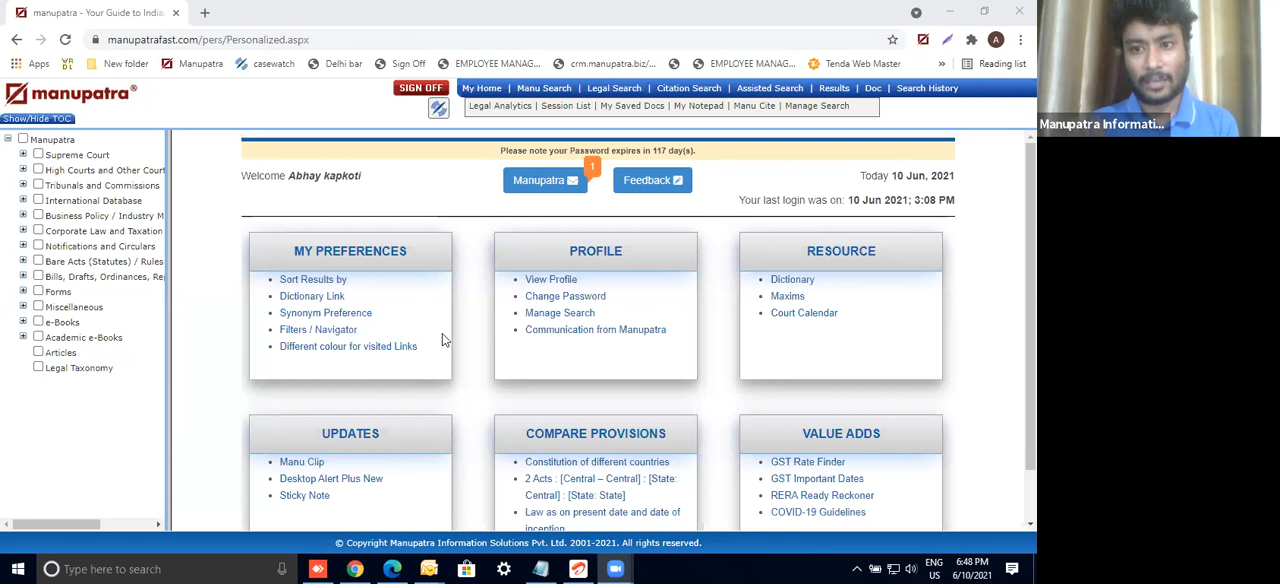 manupatra - Your Guide to India
manupatrafast.com/pers/Personalized.aspx
A
Apps
New folder
Manupatra
casewatch
Delhi bar
Sign Off
EMPLOYEE MANAG...
crm.manupatra.biz/...
EMPLOYEE MANAG...
Tenda Web Master
»
Reading list
manupatra®
SIGN OFF
My Home | Manu Search | Legal Search | Citation Search | Assisted Search | Results | Doc | Search History
Legal Analytics | Session List | My Saved Docs | My Notepad | Manu Cite | Manage Search
Show/Hide TOC
Manupatra
Supreme Court
High Courts and Other Court
Tribunals and Commissions
International Database
Business Policy / Industry M
Corporate Law and Taxation
Notifications and Circulars
Bare Acts (Statutes) / Rules
Bills, Drafts, Ordinances, Re
Forms
Miscellaneous
e-Books
Academic e-Books
Articles
Legal Taxonomy
Please note your Password expires in 117 day(s).
Welcome Abhay kapkoti
Manupatra
1
Feedback
Today 10 Jun, 2021
Your last login was on: 10 Jun 2021; 3:08 PM
MY PREFERENCES
Sort Results by
Dictionary Link
Synonym Preference
Filters / Navigator
Different colour for visited Links
PROFILE
View Profile
Change Password
Manage Search
Communication from Manupatra
RESOURCE
Dictionary
Maxims
Court Calendar
UPDATES
Manu Clip
Desktop Alert Plus New
Sticky Note
COMPARE PROVISIONS
Constitution of different countries
2 Acts : [Central – Central] : [State:
Central] : [State: State]
Law as on present date and date of
inception
VALUE ADDS
GST Rate Finder
GST Important Dates
RERA Ready Reckoner
COVID-19 Guidelines
© Copyright Manupatra Information Solutions Pvt. Ltd. 2001-2021. All rights reserved.
Type here to search
ENG
US
6:48 PM
6/10/2021
Manupatra Informati...